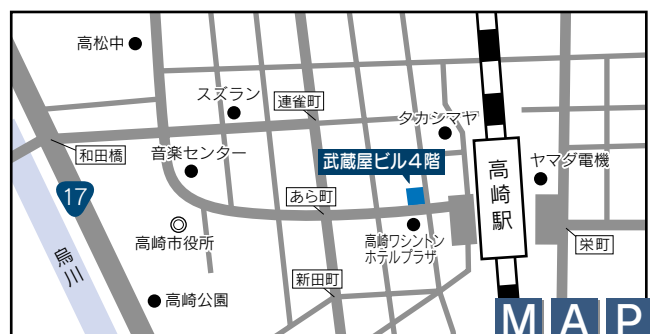 高松中
スズラン
連雀町
タカシマヤ
和田橋
音楽センター
武蔵屋ビル4階
高崎駅
ヤマダ電機
17
あら町
高崎市役所
高崎ワシントン
ホテルプラザ
栄町
烏川
新田町
高崎公園
MAP